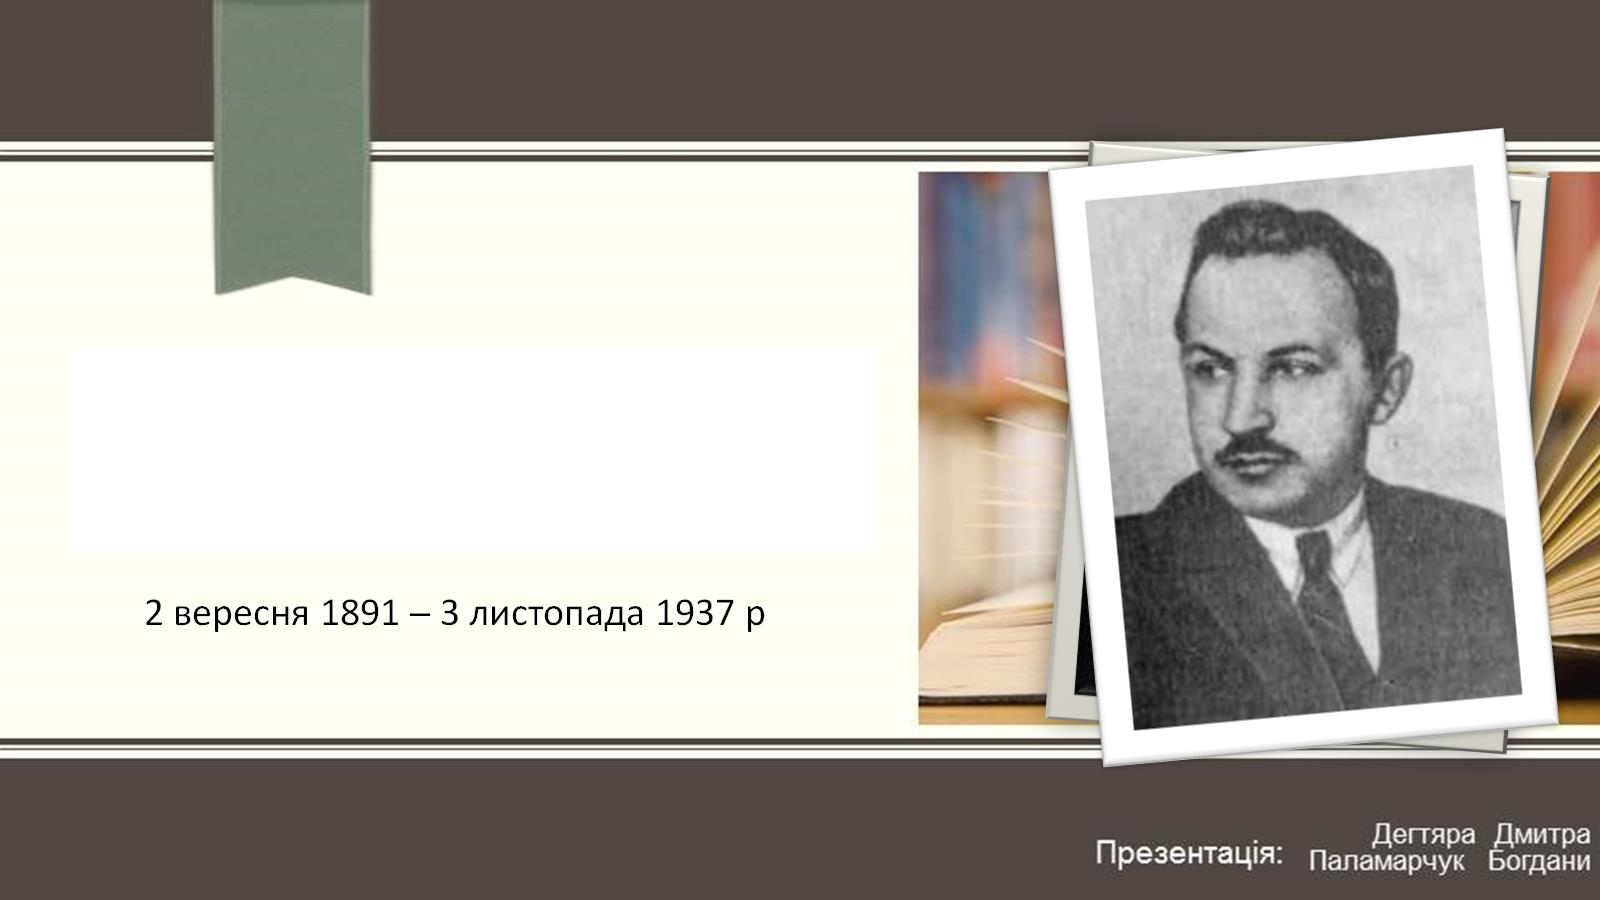 2 вересня 1891 – 3 листопада 1937 р
Презентація:
Дегтяра Дмитра
Паламарчук Богдани